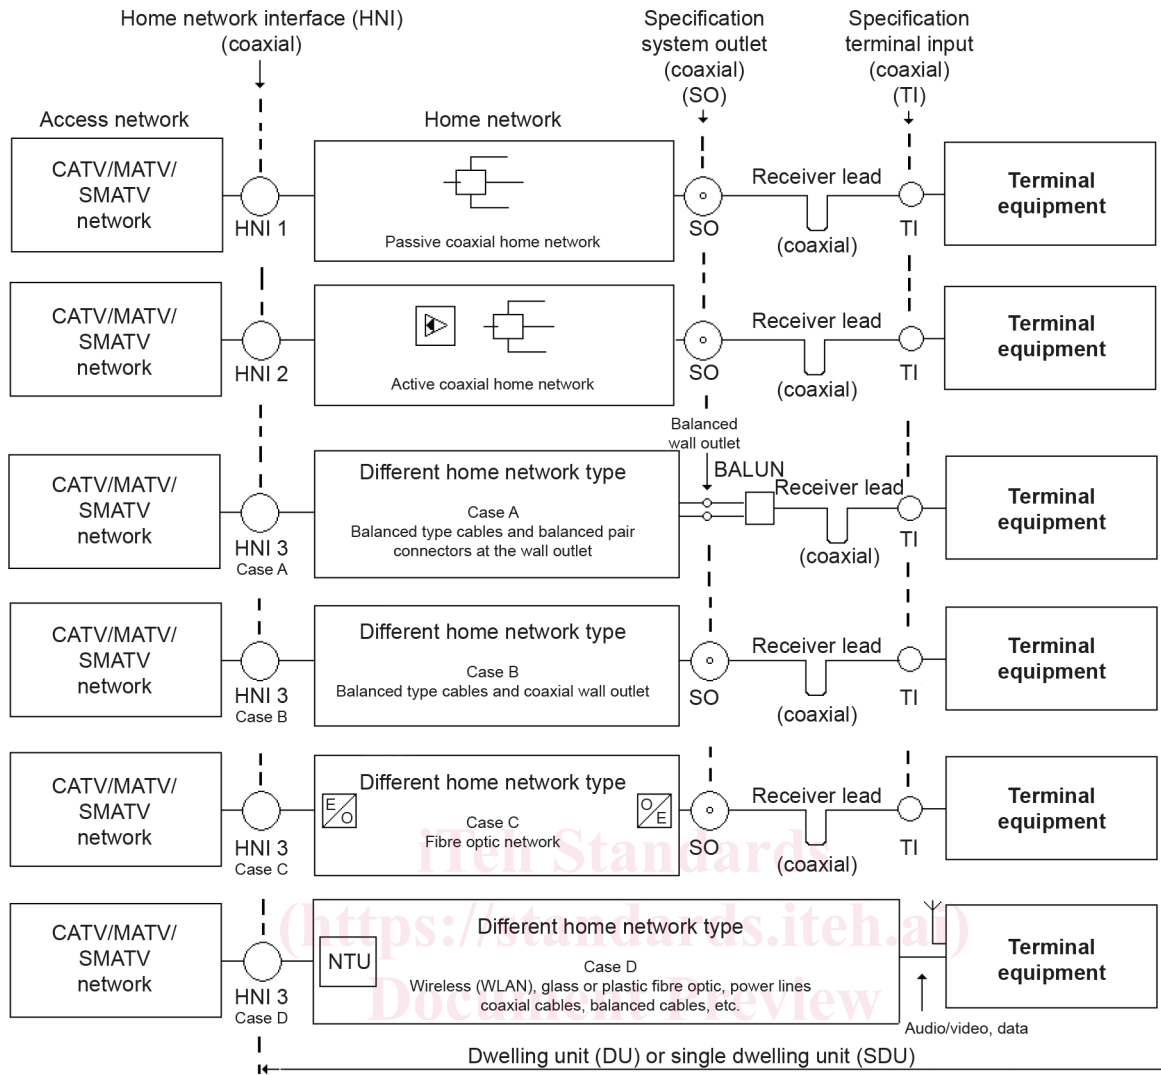 Home network interface (HNI)
(coaxial)
Specification
system outlet
(coaxial)
(SO)
Specification
terminal input
(coaxial)
(TI)
Access network
Home network
CATV/MATV/
SMATV
network
HNI 1
Passive coaxial home network
SO
Receiver lead
(coaxial)
TI
Terminal
equipment
CATV/MATV/
SMATV
network
HNI 2
Active coaxial home network
SO
Receiver lead
(coaxial)
TI
Terminal
equipment
CATV/MATV/
SMATV
network
HNI 3
Case A
Different home network type
Case A
Balanced type cables and balanced pair
connectors at the wall outlet
Balanced
wall outlet
BALUN
Receiver lead
(coaxial)
TI
Terminal
equipment
CATV/MATV/
SMATV
network
HNI 3
Case B
Different home network type
Case B
Balanced type cables and coaxial wall outlet
SO
Receiver lead
(coaxial)
TI
Terminal
equipment
CATV/MATV/
SMATV
network
HNI 3
Case C
Different home network type
E
O
Case C
Fibre optic network
O
E
SO
Receiver lead
(coaxial)
TI
Terminal
equipment
iTeh Standards
(https://standards.iteh.ai)
Document Preview
CATV/MATV/
SMATV
network
HNI 3
Case D
NTU
Different home network type
Case D
Wireless (WLAN), glass or plastic fibre optic, power lines
coaxial cables, balanced cables, etc.
Audio/video, data
Terminal
equipment
Dwelling unit (DU) or single dwelling unit (SDU)